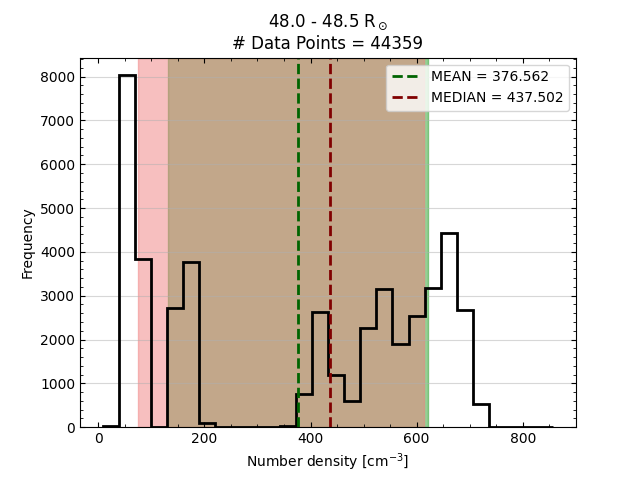 48.0 - 48.5 R⊙
# Data Points = 44359
MEAN = 376.562
MEDIAN = 437.502
Frequency
8000
7000
6000
5000
4000
3000
2000
1000
0
0 200 400 600 800
Number density [cm⁻³]